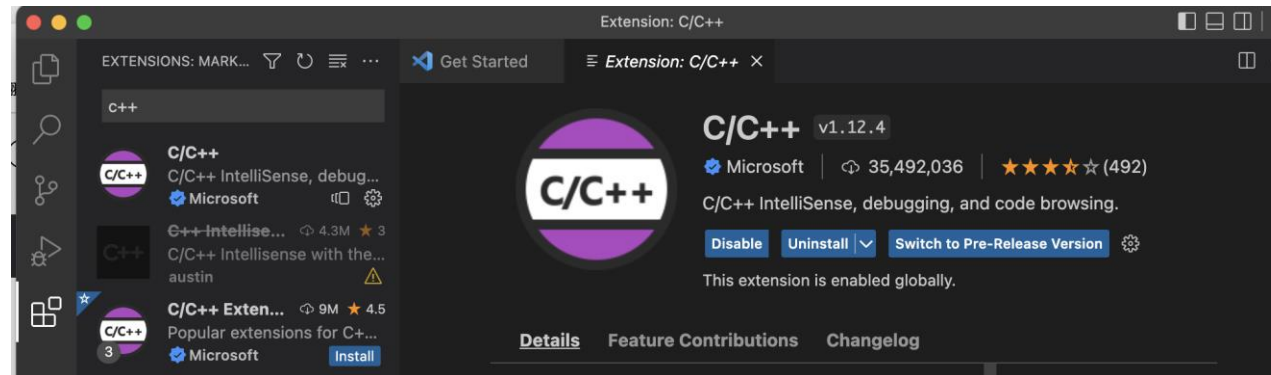 Extension: C/C++
EXTENSIONS: MARK...
c++
C/C++
C/C++
C/C++ IntelliSense, debug...
Microsoft
C++
C++ Intellise... 4.3M ★ 3
C/C++ Intellisense with the...
austin
C/C++
3
C/C++ Exten... 9M ★ 4.5
Popular extensions for C+...
Microsoft Install
Get Started
Extension: C/C++
C/C++
C/C++ v1.12.4
Microsoft 35,492,036 ★★★★☆ (492)
C/C++ IntelliSense, debugging, and code browsing.
Disable Uninstall Switch to Pre-Release Version
This extension is enabled globally.
Details Feature Contributions Changelog